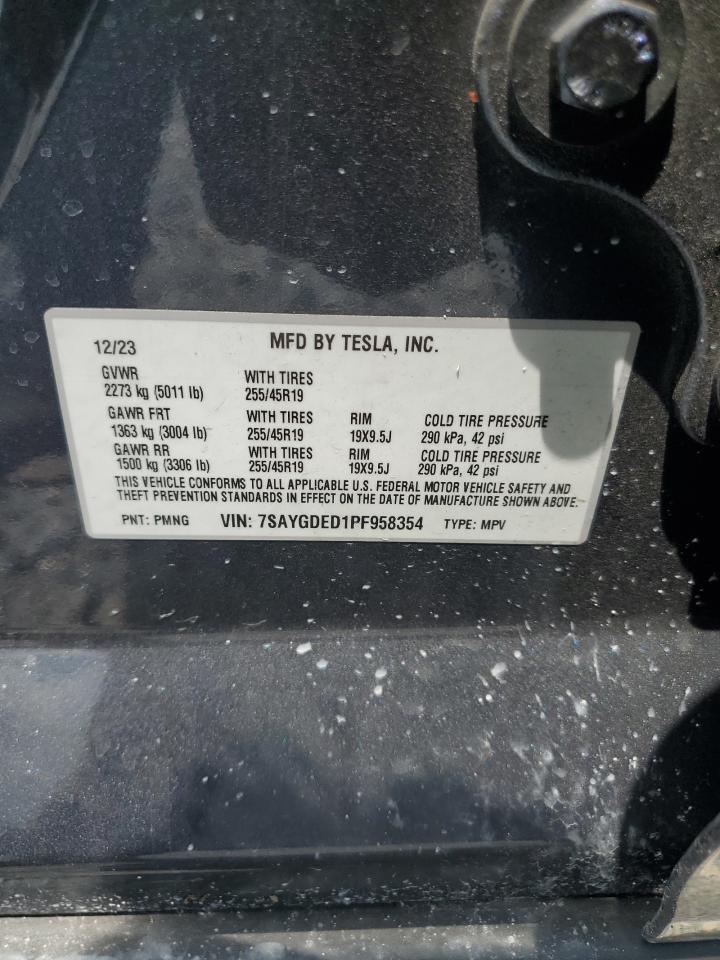 12/23 MFD BY TESLA, INC.
GVWR
2273 kg (5011 lb) WITH TIRES 255/45R19
GAWR FRT WITH TIRES RIM COLD TIRE PRESSURE
1363 kg (3004 lb) 255/45R19 19X9.5J 290 kPa, 42 psi
GAWR RR WITH TIRES RIM COLD TIRE PRESSURE
1500 kg (3306 lb) 255/45R19 19X9.5J 290 kPa, 42 psi
THIS VEHICLE CONFORMS TO ALL APPLICABLE U.S. FEDERAL MOTOR VEHICLE SAFETY AND
THEFT PREVENTION STANDARDS IN EFFECT ON THE DATE OF MANUFACTURE SHOWN ABOVE.
PNT: PMNG VIN: 7SAYGDED1PF958354 TYPE: MPV